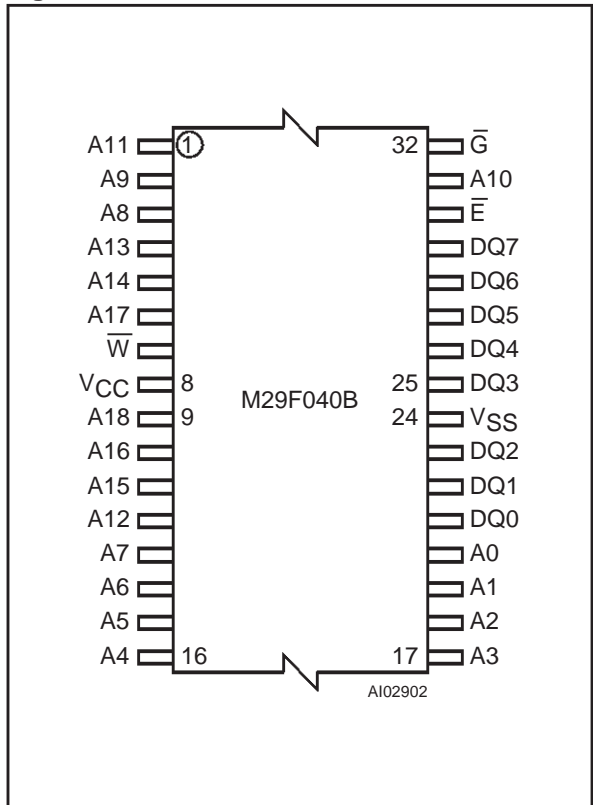 A11 1 32 G̅
A9 A10
A8 E̅
A13 DQ7
A14 DQ6
A17 DQ5
W̅ DQ4
VCC 8 25 DQ3
M29F040B
A18 9 24 VSS
A16 DQ2
A15 DQ1
A12 DQ0
A7 A0
A6 A1
A5 A2
A4 16 17 A3
AI02902